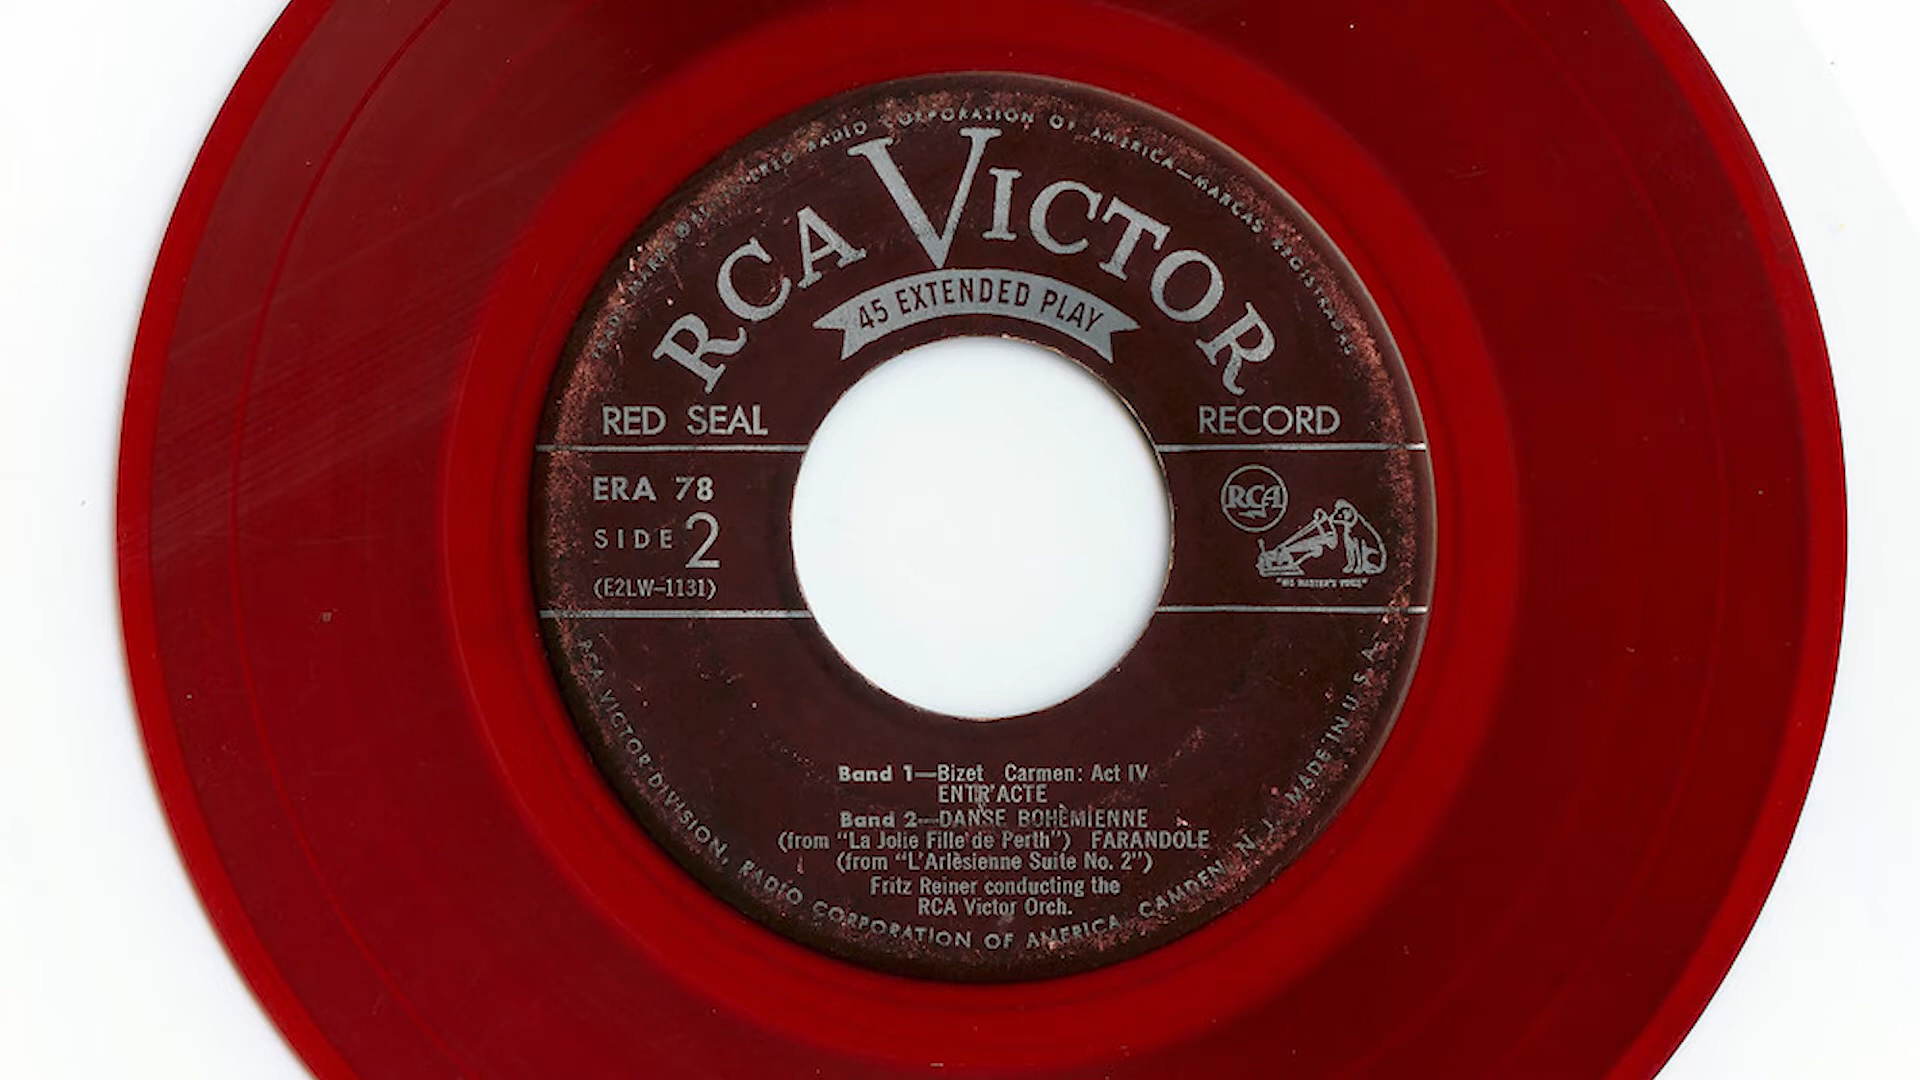 RADIO CORPORATION OF AMERICA—MARCAS REGISTRADAS
RCA VICTOR
45 EXTENDED PLAY
RED SEAL RECORD
ERA 78
SIDE 2
(E2LW-1131)
RCA
"HIS MASTER'S VOICE"
Band 1—Bizet Carmen: Act IV
ENTR'ACTE
Band 2—DANSE BOHÈMIENNE
(from "La Jolie Fille de Perth") FARANDOLE
(from "L'Arlèsienne Suite No. 2")
Fritz Reiner conducting the
RCA Victor Orch.
RCA VICTOR DIVISION, RADIO CORPORATION OF AMERICA, CAMDEN, N. J. MADE IN U. S. A.